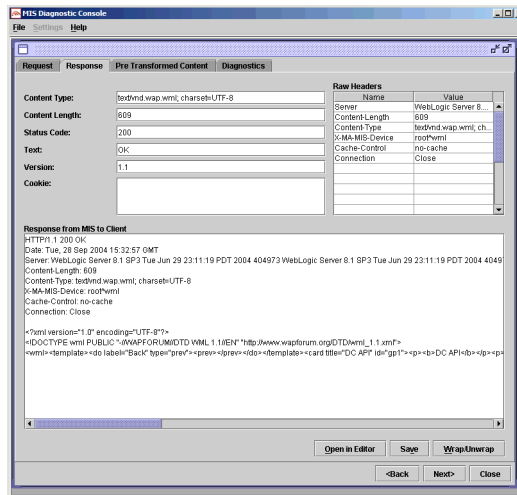 MIS Diagnostic Console
File Settings Help
Request Response Pre Transformed Content Diagnostics
Content Type: text/vnd.wap.wml; charset=UTF-8
Content Length: 609
Status Code: 200
Text: OK
Version: 1.1
Cookie:
Raw Headers
Name Value
Server WebLogic Server 8....
Content-Length 609
Content-Type text/vnd.wap.wml; ch...
X-MA-MIS-Device root^wml
Cache-Control no-cache
Connection Close
Response from MIS to Client
HTTP/1.1 200 OK
Date: Tue, 28 Sep 2004 15:32:57 GMT
Server: WebLogic Server 8.1 SP3 Tue Jun 29 23:11:19 PDT 2004 404973 WebLogic Server 8.1 SP3 Tue Jun 29 23:11:19 PDT 2004 4049
Content-Length: 609
Content-Type: text/vnd.wap.wml; charset=UTF-8
X-MA-MIS-Device: root^wml
Cache-Control: no-cache
Connection: Close
<?xml version="1.0" encoding="UTF-8"?>
<!DOCTYPE wml PUBLIC "-//WAPFORUM//DTD WML 1.1//EN" "http://www.wapforum.org/DTD/wml_1.1.xml">
<wml><template><do label="Back" type="prev"><prev></prev></do></template><card title="DC API" id="gp1"><p><b>DC API</b></p><p>
Open in Editor Save Wrap/Unwrap
<Back Next> Close